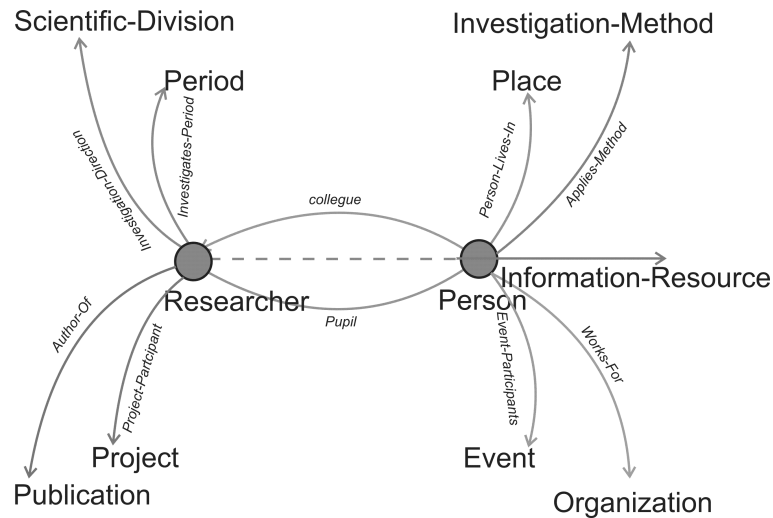 Scientific-Division
Investigation-Method
Period
Place
Investigation-Direction
Investigates-Period
Person-Lives-In
Applies-Method
collegue
Information-Resource
Researcher
Person
Pupil
Author-Of
Project-Partcipant
Event-Participants
Works-For
Project
Event
Publication
Organization